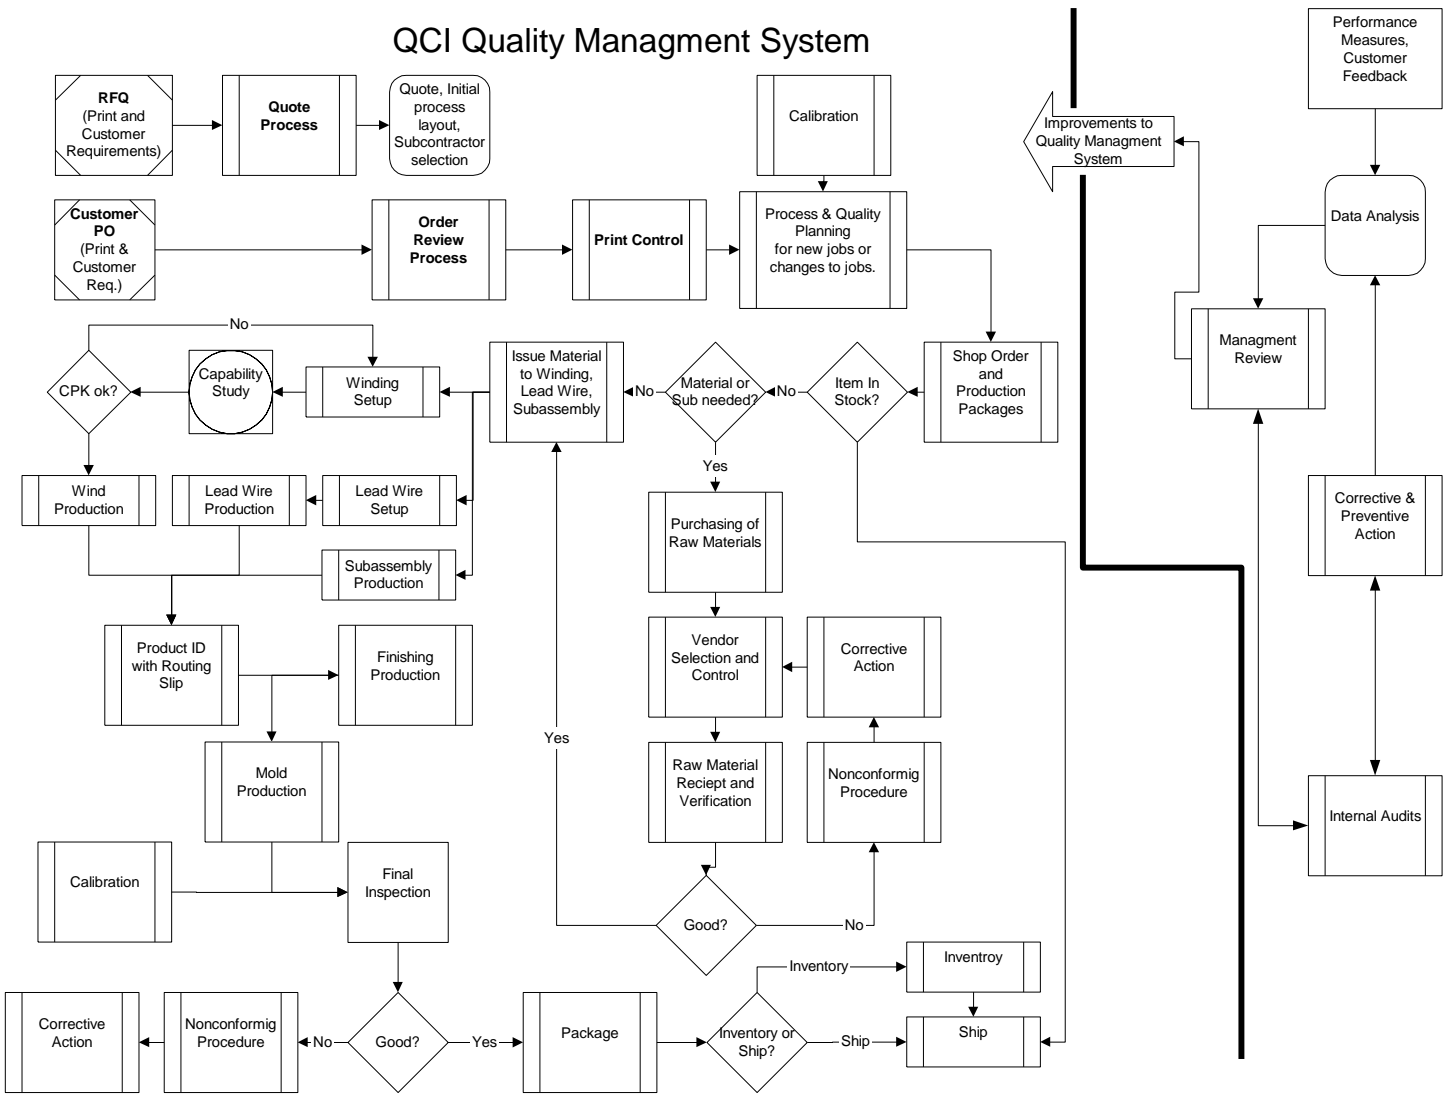 QCI Quality Managment System
Performance
Measures,
Customer
Feedback
RFQ
(Print and
Customer
Requirements)
Quote
Process
Quote, Initial
process
layout,
Subcontractor
selection
Calibration
Improvements to
Quality Managment
System
Data Analysis
Customer
PO
(Print &
Customer
Req.)
Order
Review
Process
Print Control
Process & Quality
Planning
for new jobs or
changes to jobs.
No
CPK ok?
Capability
Study
Winding
Setup
Issue Material
to Winding,
Lead Wire,
Subassembly
No
Material or
Sub needed?
No
Item In
Stock?
Shop Order
and
Production
Packages
Managment
Review
Yes
Wind
Production
Lead Wire
Production
Lead Wire
Setup
Purchasing of
Raw Materials
Corrective &
Preventive
Action
Subassembly
Production
Product ID
with Routing
Slip
Finishing
Production
Vendor
Selection and
Control
Corrective
Action
Yes
Mold
Production
Raw Material
Reciept and
Verification
Nonconformig
Procedure
Internal Audits
Calibration
Final
Inspection
Good?
No
Inventory
Inventroy
Corrective
Action
Nonconformig
Procedure
No
Good?
Yes
Package
Inventory or
Ship?
Ship
Ship